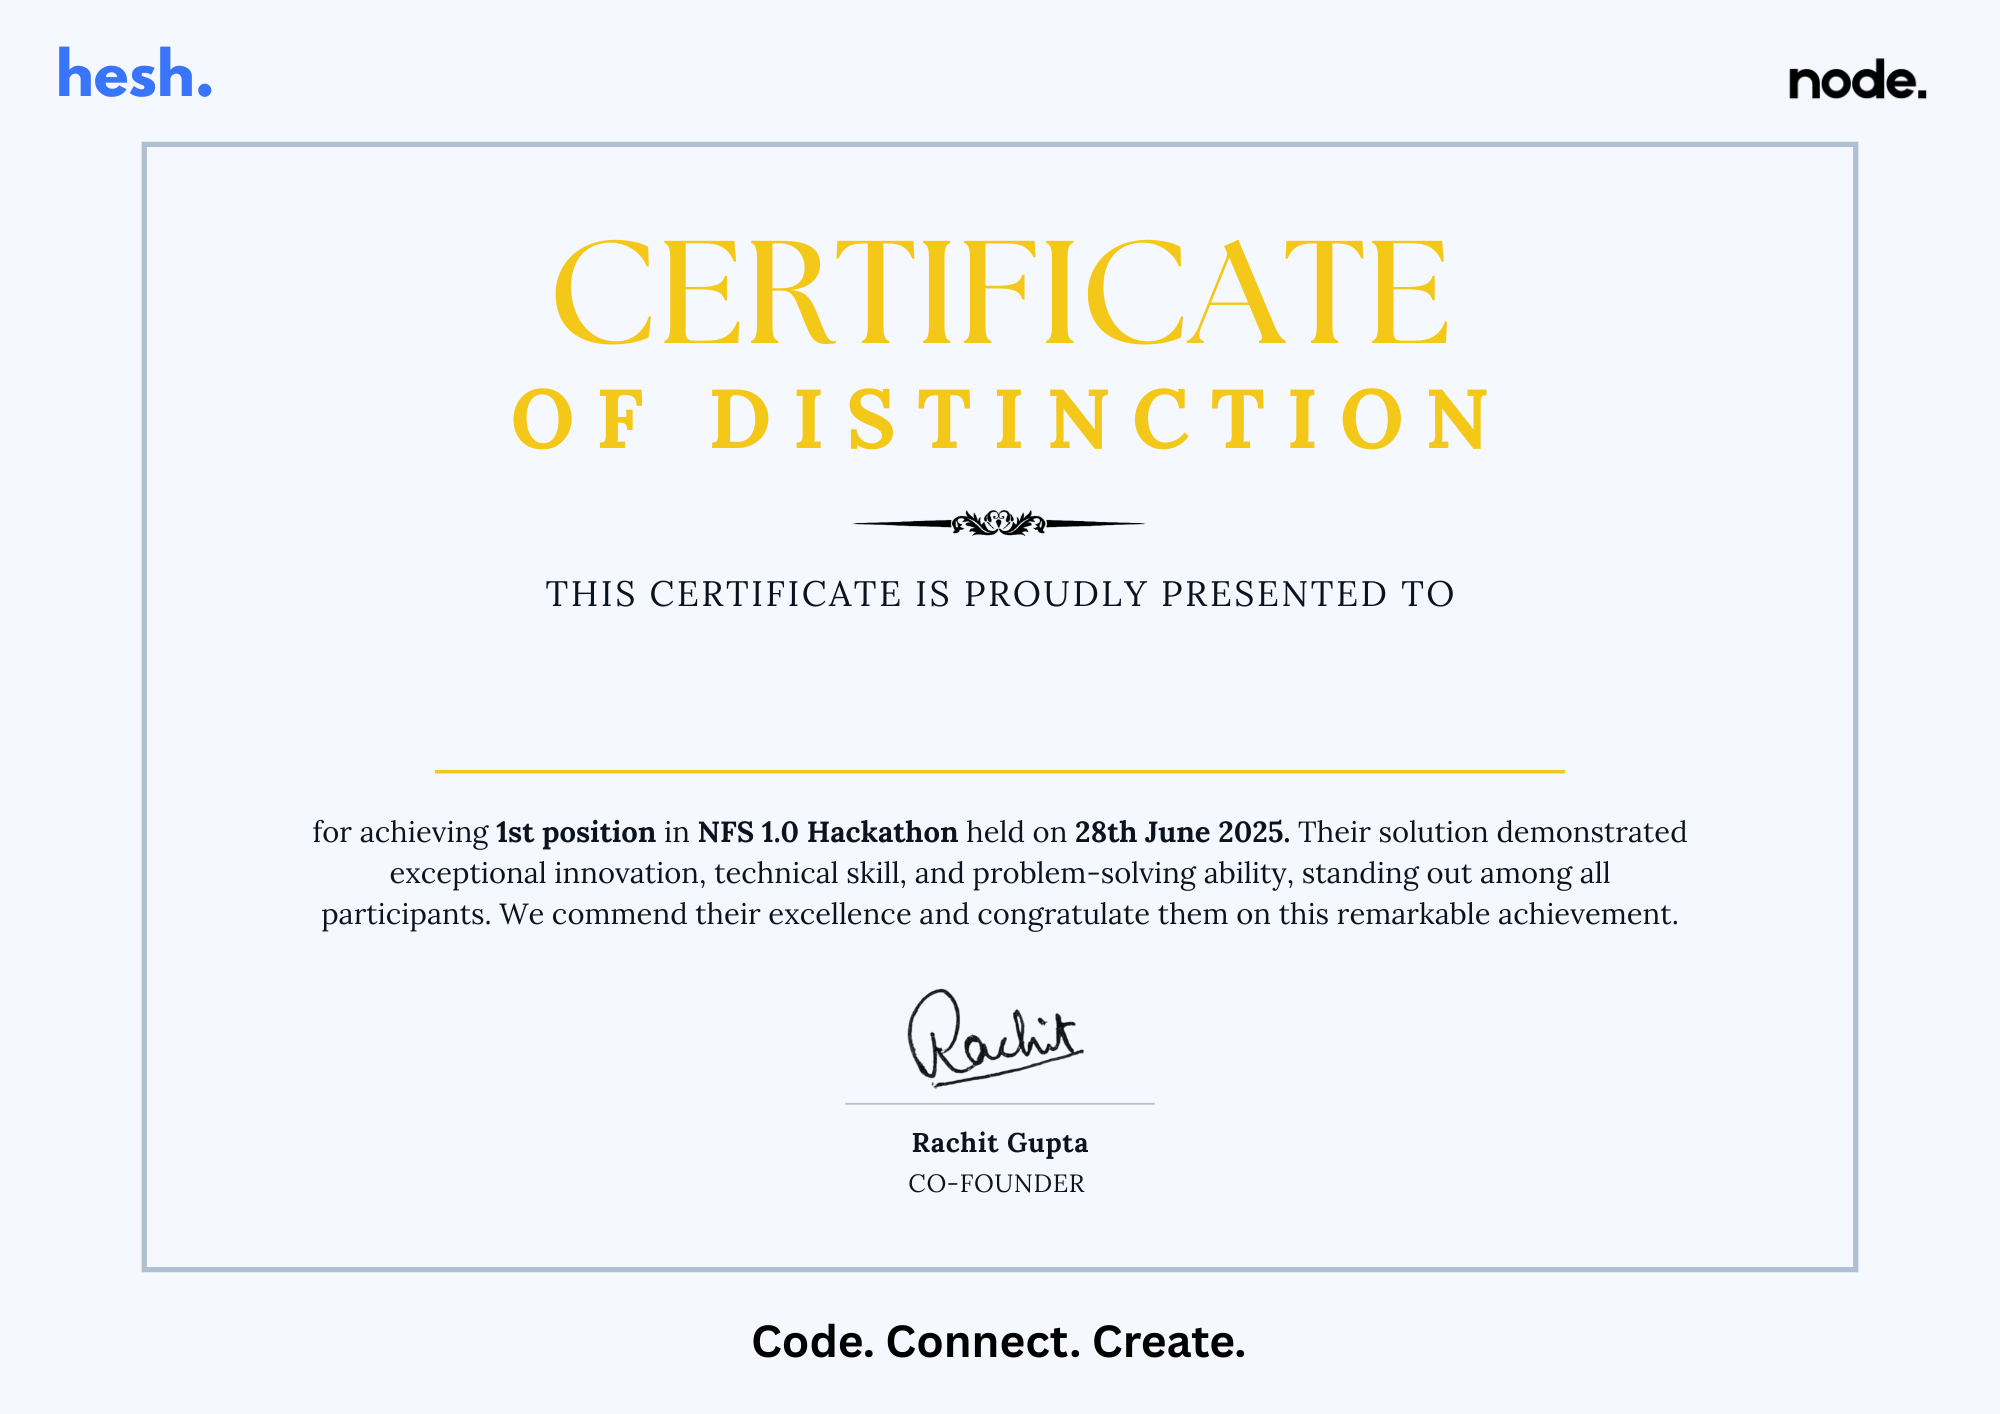 hesh.
node.
CERTIFICATE
OF DISTINCTION
THIS CERTIFICATE IS PROUDLY PRESENTED TO
for achieving 1st position in NFS 1.0 Hackathon held on 28th June 2025. Their solution demonstrated
exceptional innovation, technical skill, and problem-solving ability, standing out among all
participants. We commend their excellence and congratulate them on this remarkable achievement.
Rachit
Rachit Gupta
CO-FOUNDER
Code. Connect. Create.